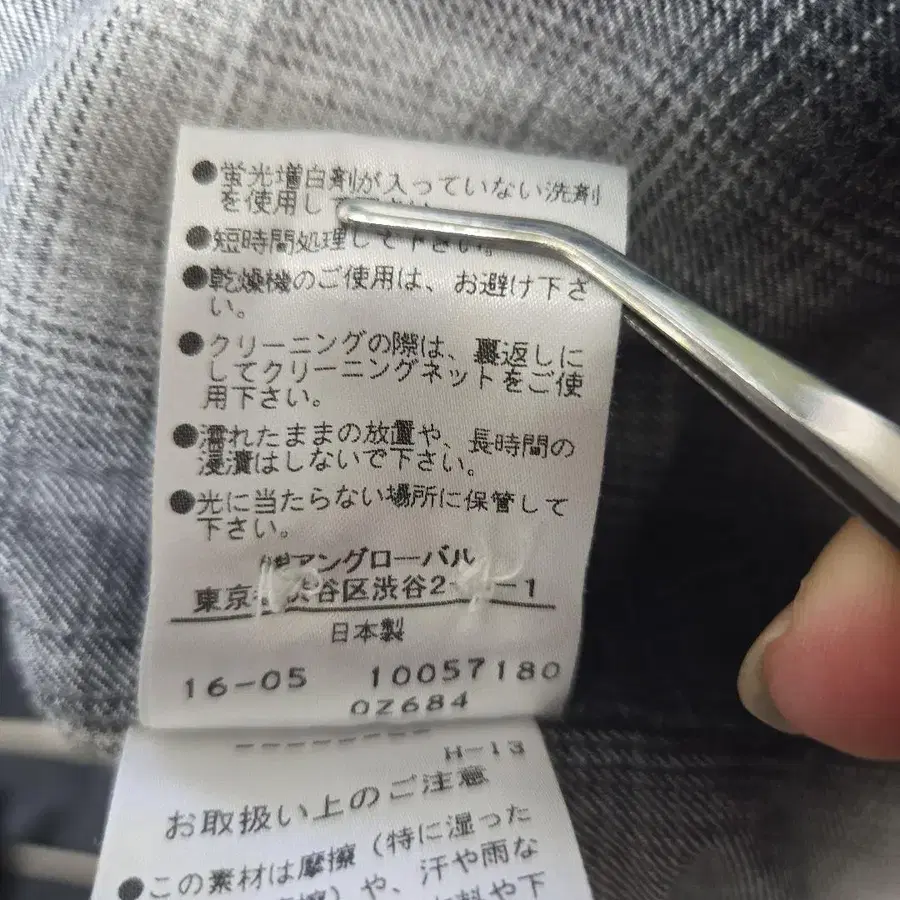 ●蛍光増白剤が入っていない洗剤
を使用し
●短時間処理して下さい。
●乾燥機のご使用は、お避け下さ
い。
●クリーニングの際は、裏返しに
してクリーニングネットをご使
用下さい。
●濡れたままの放置や、長時間の
浸漬はしないで下さい。
●光に当たらない場所に保管して
下さい。
㈱アングローバル
東京 渋谷区渋谷2 -1
日本製
16-05 10057180
OZ684
--------
H-13
お取扱い上のご注意
●この素材は摩擦（特に湿った
）や、汗や雨な
や下